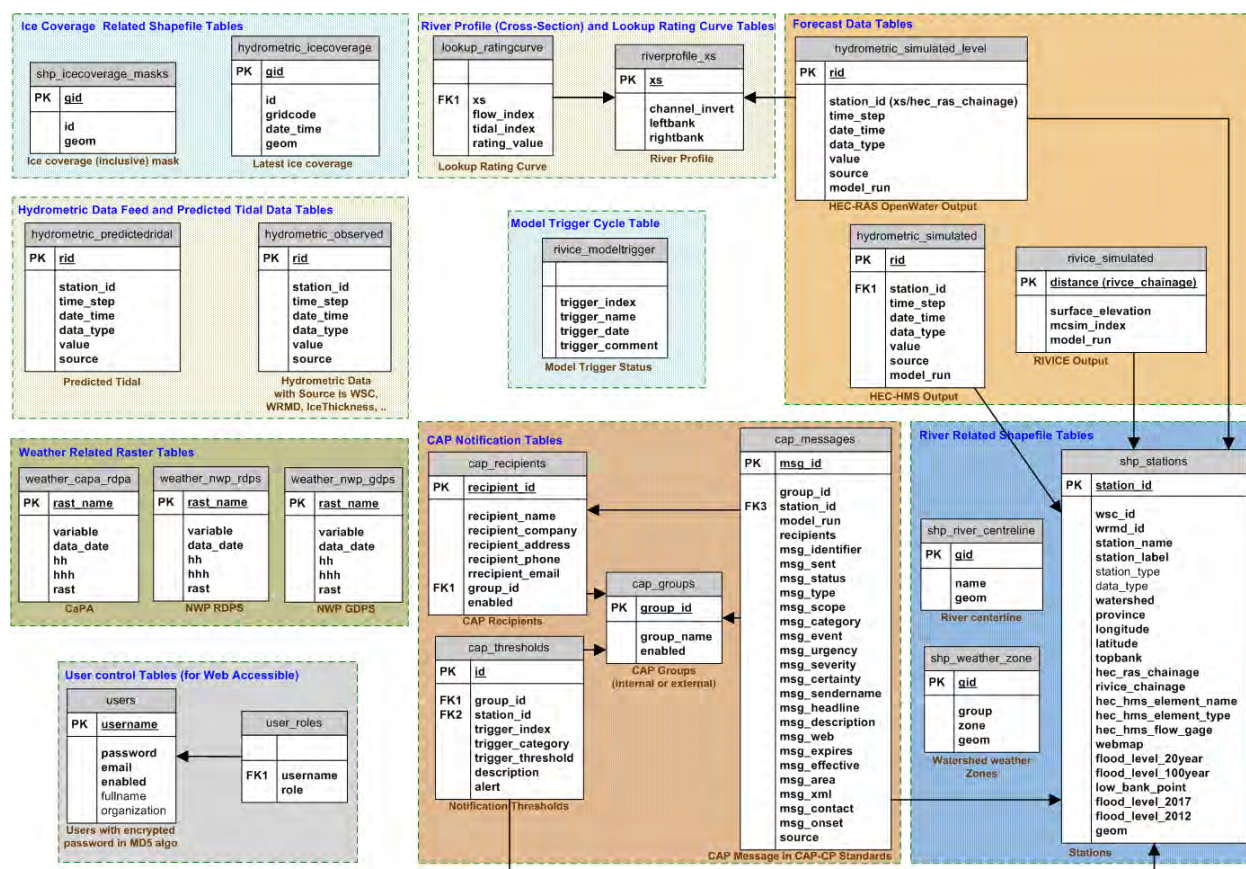 Ice Coverage Related Shapefile Tables
shp_icecoverage_masks
PK gid
id
geom
Ice coverage (inclusive) mask
hydrometric_icecoverage
PK gid
id
gridcode
date_time
geom
Latest ice coverage
River Profile (Cross-Section) and Lookup Rating Curve Tables
lookup_ratingcurve
FK1 xs
flow_index
tidal_index
rating_value
Lookup Rating Curve
riverprofile_xs
PK xs
channel_invert
leftbank
rightbank
River Profile
Forecast Data Tables
hydrometric_simulated_level
PK rid
station_id (xs/hec_ras_chainage)
time_step
date_time
data_type
value
source
model_run
HEC-RAS OpenWater Output
hydrometric_simulated
PK rid
FK1 station_id
time_step
date_time
data_type
value
source
model_run
HEC-HMS Output
rivice_simulated
PK distance (rivce_chainage)
surface_elevation
mcsim_index
model_run
RIVICE Output
Hydrometric Data Feed and Predicted Tidal Data Tables
hydrometric_predictedridal
PK rid
station_id
time_step
date_time
data_type
value
source
Predicted Tidal
hydrometric_observed
PK rid
station_id
time_step
date_time
data_type
value
source
Hydrometric Data
with Source is WSC,
WRMD, IceThickness, ..
Model Trigger Cycle Table
rivice_modeltrigger
trigger_index
trigger_name
trigger_date
trigger_comment
Model Trigger Status
Weather Related Raster Tables
weather_capa_rdpa
PK rast_name
variable
data_date
hh
hhh
rast
CaPA
weather_nwp_rdps
PK rast_name
variable
data_date
hh
hhh
rast
NWP RDPS
weather_nwp_gdps
PK rast_name
variable
data_date
hh
hhh
rast
NWP GDPS
CAP Notification Tables
cap_recipients
PK recipient_id
recipient_name
recipient_company
recipient_address
recipient_phone
rrecipient_email
FK1 group_id
enabled
CAP Recipients
cap_thresholds
PK id
FK1 group_id
FK2 station_id
trigger_index
trigger_category
trigger_threshold
description
alert
Notification Thresholds
cap_groups
PK group_id
group_name
enabled
CAP Groups
(internal or external)
cap_messages
PK msg_id
group_id
FK3 station_id
model_run
recipients
msg_identifier
msg_sent
msg_status
msg_type
msg_scope
msg_category
msg_event
msg_urgency
msg_severity
msg_certainty
msg_sendername
msg_headline
msg_description
msg_web
msg_expires
msg_effective
msg_area
msg_xml
msg_contact
msg_onset
source
CAP Message in CAP-CP Standards
River Related Shapefile Tables
shp_river_centreline
PK gid
name
geom
River centerline
shp_weather_zone
PK gid
group
zone
geom
Watershed weather
Zones
shp_stations
PK station_id
wsc_id
wrmd_id
station_name
station_label
station_type
data_type
watershed
province
longitude
latitude
topbank
hec_ras_chainage
rivice_chainage
hec_hms_element_name
hec_hms_element_type
hec_hms_flow_gage
webmap
flood_level_20year
flood_level_100year
low_bank_point
flood_level_2017
flood_level_2012
geom
Stations
User control Tables (for Web Accessible)
users
PK username
password
email
enabled
fullname
organization
Users with encrypted
password in MD5 algo
user_roles
FK1 username
role